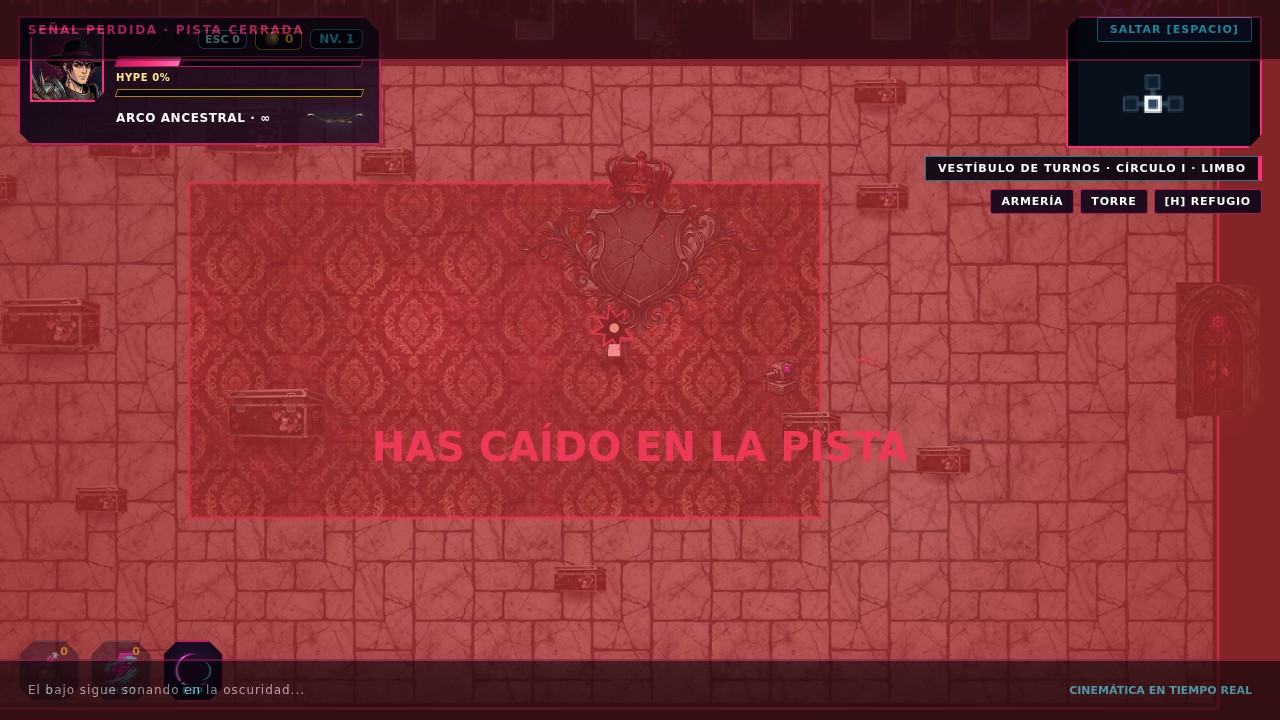 SEÑAL PERDIDA · PISTA CERRADA
ESC 0
0
NV. 1
HYPE 0%
ARCO ANCESTRAL · ∞
SALTAR [ESPACIO]
VESTÍBULO DE TURNOS · CÍRCULO I · LIMBO
ARMERÍA
TORRE
[H] REFUGIO
HAS CAÍDO EN LA PISTA
0
0
El bajo sigue sonando en la oscuridad...
CINEMÁTICA EN TIEMPO REAL